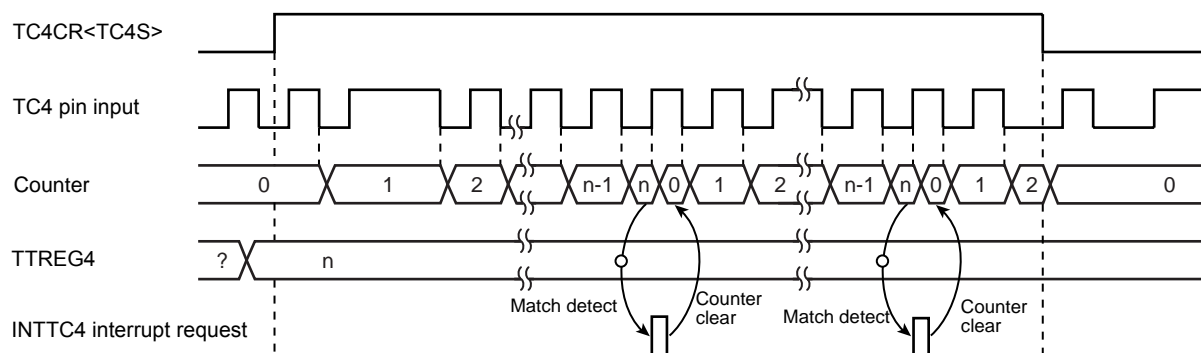 TC4CR<TC4S>
TC4 pin input
Counter
0 1 2 n-1 n 0 1 2 n-1 n 0 1 2 0
TTREG4
? n
Match detect
Counter
clear
Match detect
Counter
clear
INTTC4 interrupt request